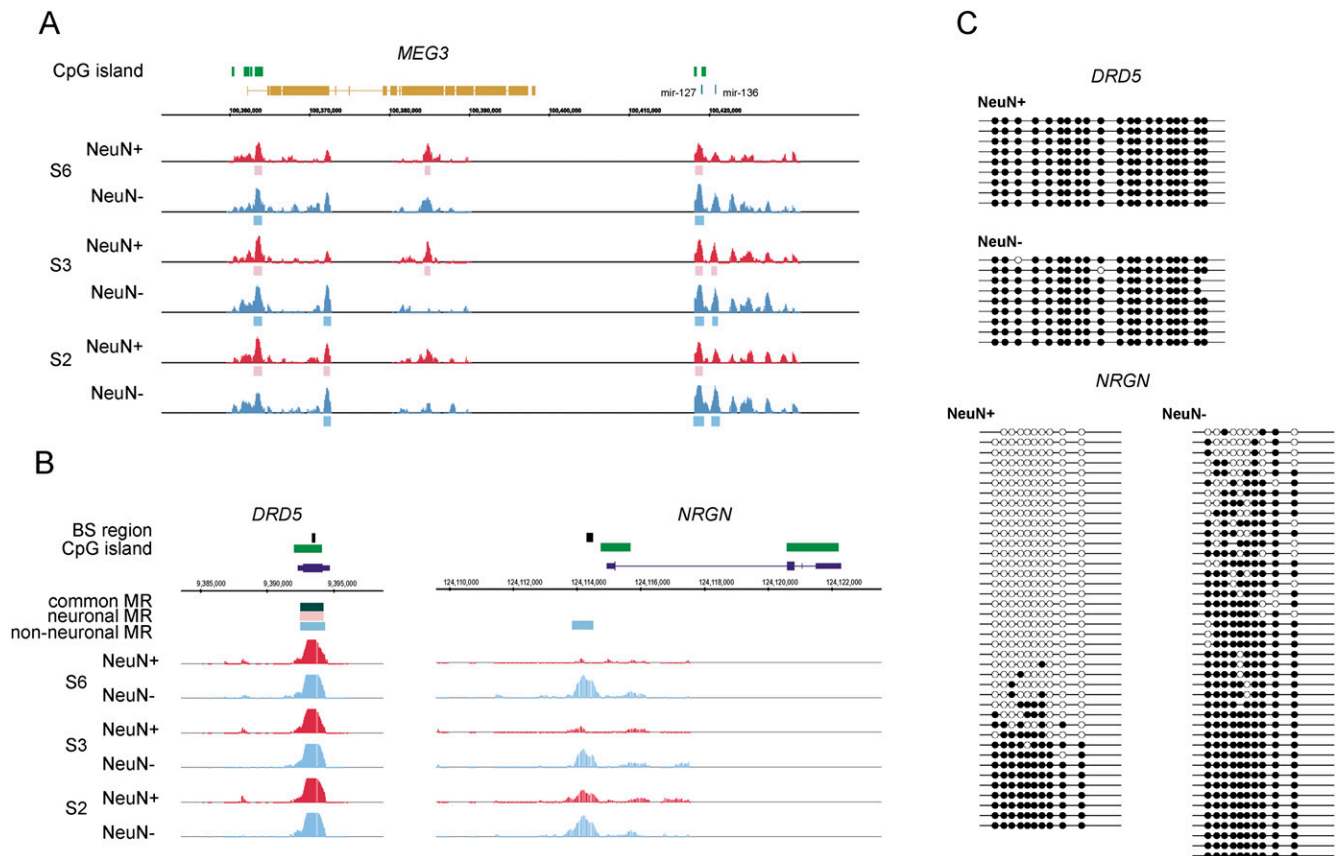 A
MEG3
CpG island
mir-127
mir-136
100,360,000 100,370,000 100,380,000 100,390,000 100,400,000 100,410,000 100,420,000
S6
NeuN+
NeuN-
S3
NeuN+
NeuN-
S2
NeuN+
NeuN-
B
DRD5
NRGN
BS region
CpG island
9,385,000 9,390,000 9,395,000
124,110,000 124,112,000 124,114,000 124,116,000 124,118,000 124,120,000 124,122,000
common MR
neuronal MR
non-neuronal MR
S6
NeuN+
NeuN-
S3
NeuN+
NeuN-
S2
NeuN+
NeuN-
C
DRD5
NeuN+
NeuN-
NRGN
NeuN+
NeuN-